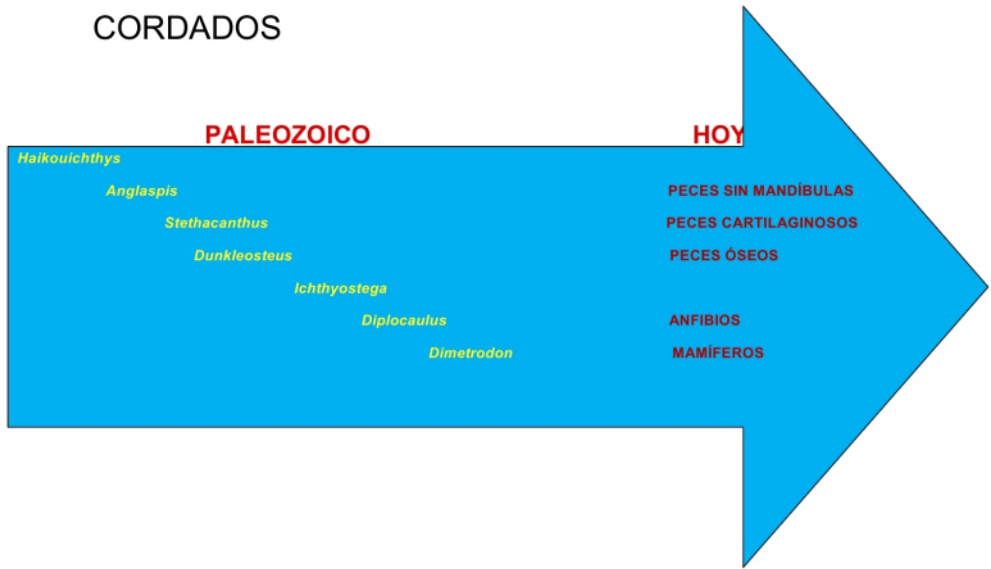 CORDADOS
PALEOZOICO HOY
Haikouichthys
Anglaspis PECES SIN MANDÍBULAS
Stethacanthus PECES CARTILAGINOSOS
Dunkleosteus PECES ÓSEOS
Ichthyostega
Diplocaulus ANFIBIOS
Dimetrodon MAMÍFEROS